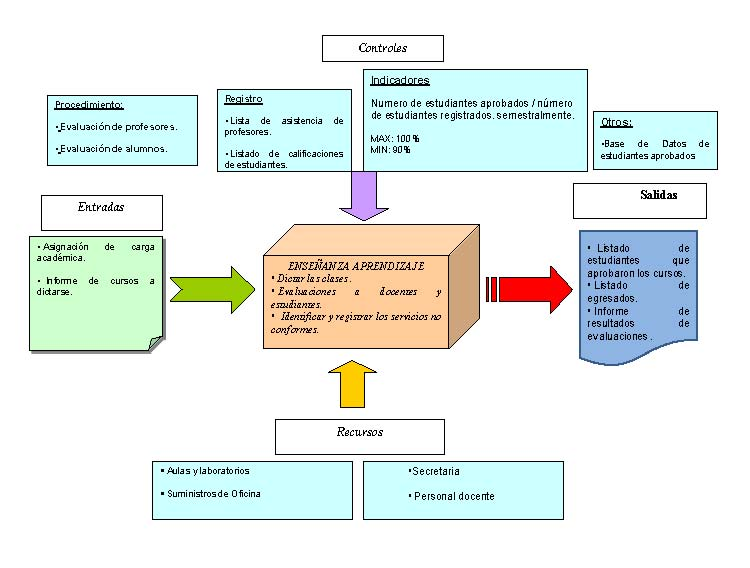 Controles
Procedimiento:
•Evaluación de profesores.
•Evaluación de alumnos.
Registro
•Lista de asistencia de
profesores.
•Listado de calificaciones
de estudiantes.
Indicadores
Numero de estudiantes aprobados / número
de estudiantes registrados. semestralmente.
MAX: 100%
MIN: 90%
Otros:
•Base de Datos de
estudiantes aprobados
Entradas
• Asignación de carga
académica.
• Informe de cursos a
dictarse.
ENSEÑANZA APRENDIZAJE
• Dictar las clases.
• Evaluaciones a docentes y
estudiantes.
• Identificar y registrar los servicios no
conformes.
Salidas
• Listado de
estudiantes que
aprobaron los cursos.
• Listado de
egresados.
• Informe de
resultados de
evaluaciones.
Recursos
• Aulas y laboratorios
• Suministros de Oficina
•Secretaria
• Personal docente